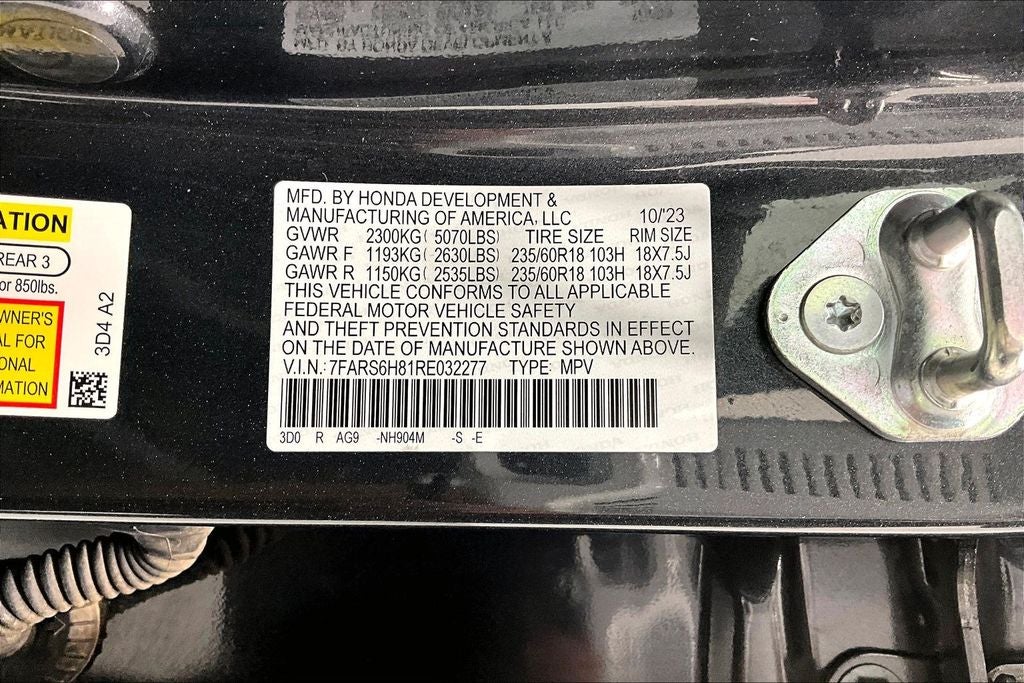 MFD. BY HONDA DEVELOPMENT &
MANUFACTURING OF AMERICA, LLC 10/'23
GVWR 2300KG( 5070LBS) TIRE SIZE RIM SIZE
GAWR F 1193KG( 2630LBS) 235/60R18 103H 18X7.5J
GAWR R 1150KG( 2535LBS) 235/60R18 103H 18X7.5J
THIS VEHICLE CONFORMS TO ALL APPLICABLE
FEDERAL MOTOR VEHICLE SAFETY
AND THEFT PREVENTION STANDARDS IN EFFECT
ON THE DATE OF MANUFACTURE SHOWN ABOVE.
V.I.N.: 7FARS6H81RE032277 TYPE: MPV
3D0 R AG9 -NH904M -S -E
ATION
REAR 3
or 850lbs.
WNER'S
AL FOR
ONAL
MATION
3D4 A2